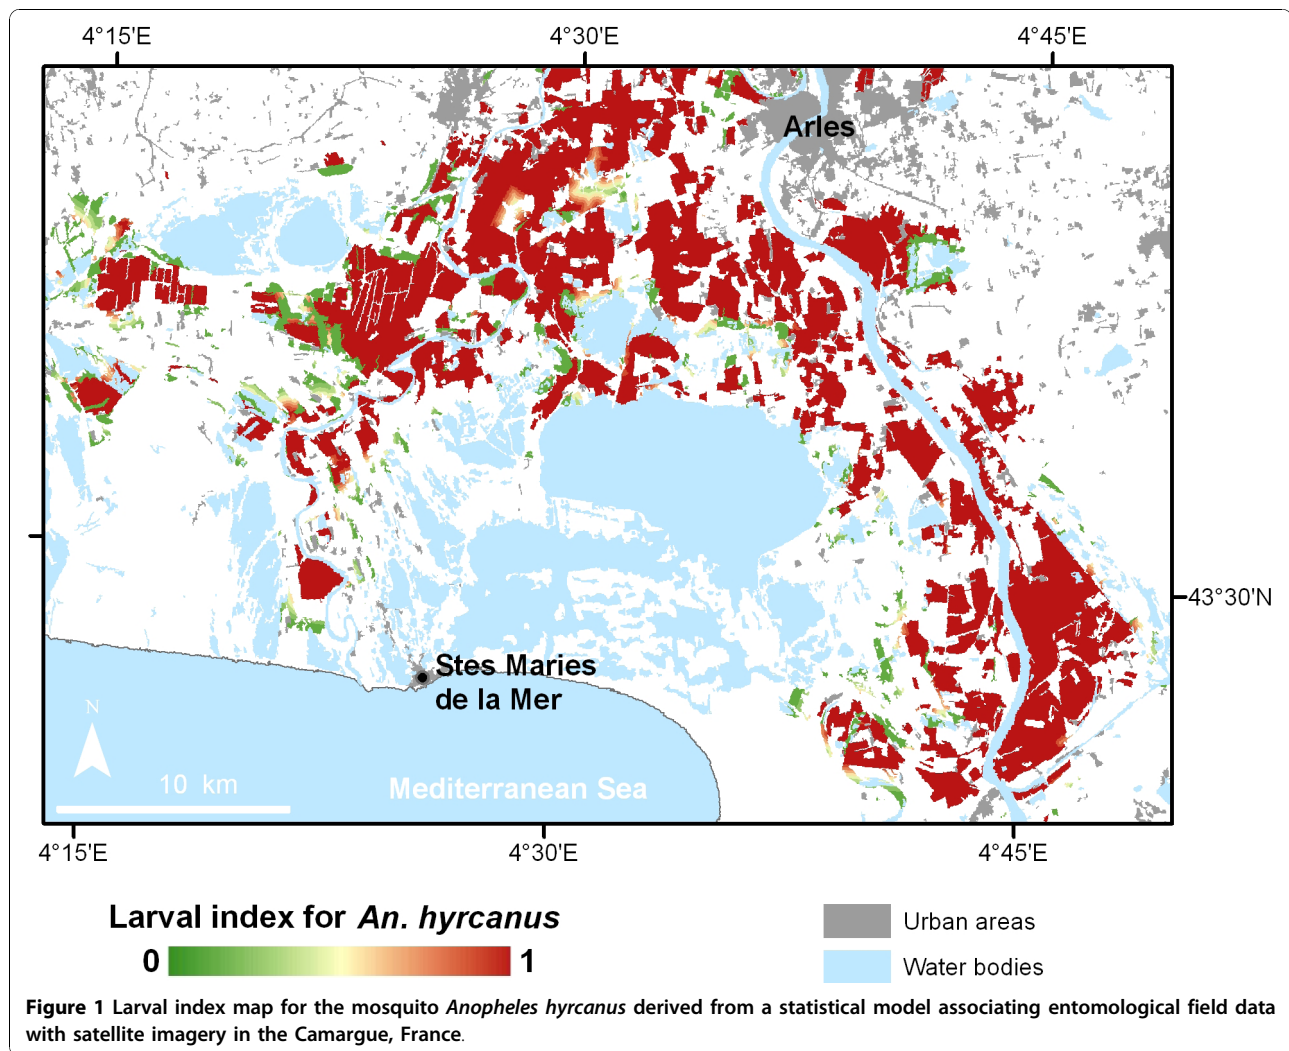 4°15'E 4°30'E 4°45'E
Arles
43°30'N
Stes Maries
de la Mer
N
10 km
Mediterranean Sea
4°15'E 4°30'E 4°45'E
Larval index for An. hyrcanus
0 1
Urban areas
Water bodies
Figure 1 Larval index map for the mosquito Anopheles hyrcanus derived from a statistical model associating entomological field data
with satellite imagery in the Camargue, France.